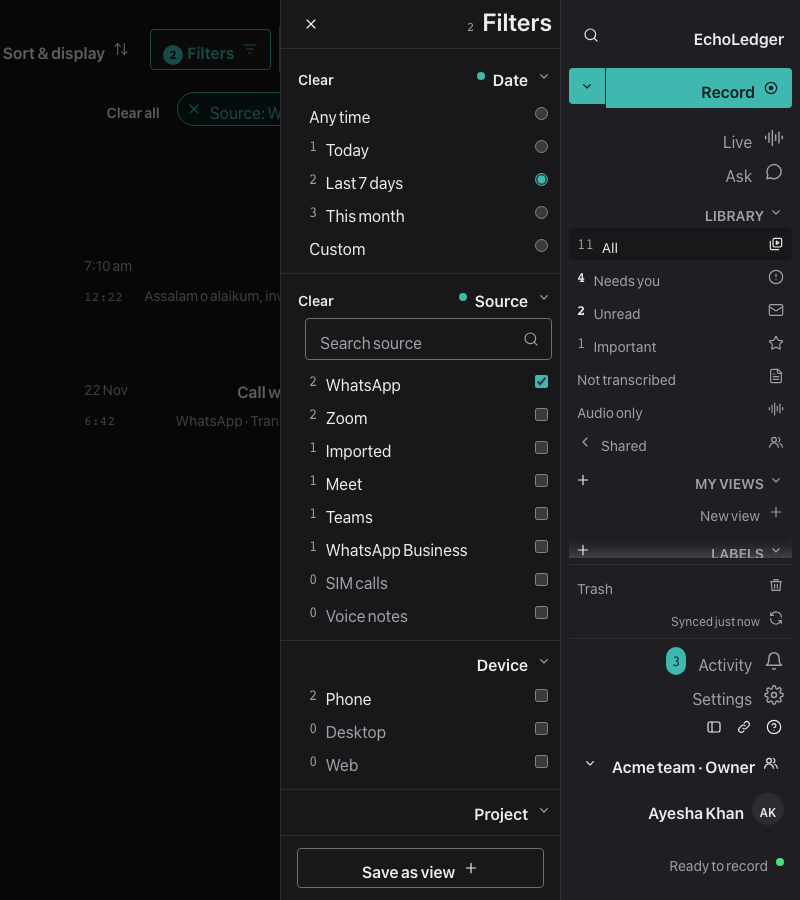 EchoLedger
Record
Live
Ask
LIBRARY
All 11
Needs you 4
Unread 2
Important 1
Not transcribed
Audio only
Shared
MY VIEWS
New view
LABELS
Trash
Synced just now
Activity 3
Settings
Acme team · Owner
AK Ayesha Khan
Ready to record
Filters 2
Date Clear
Any time
Today 1
Last 7 days 2
This month 3
Custom
Source Clear
Search source
WhatsApp 2
Zoom 2
Imported 1
Meet 1
Teams 1
WhatsApp Business 1
SIM calls 0
Voice notes 0
Device
Phone 2
Desktop 0
Web 0
Project
Save as view
Filters 2
Sort & display
Source: W
Clear all
7:10 am
Assalam o alaikum, inv
12:22
Call w
22 Nov
WhatsApp · Tran
6:42